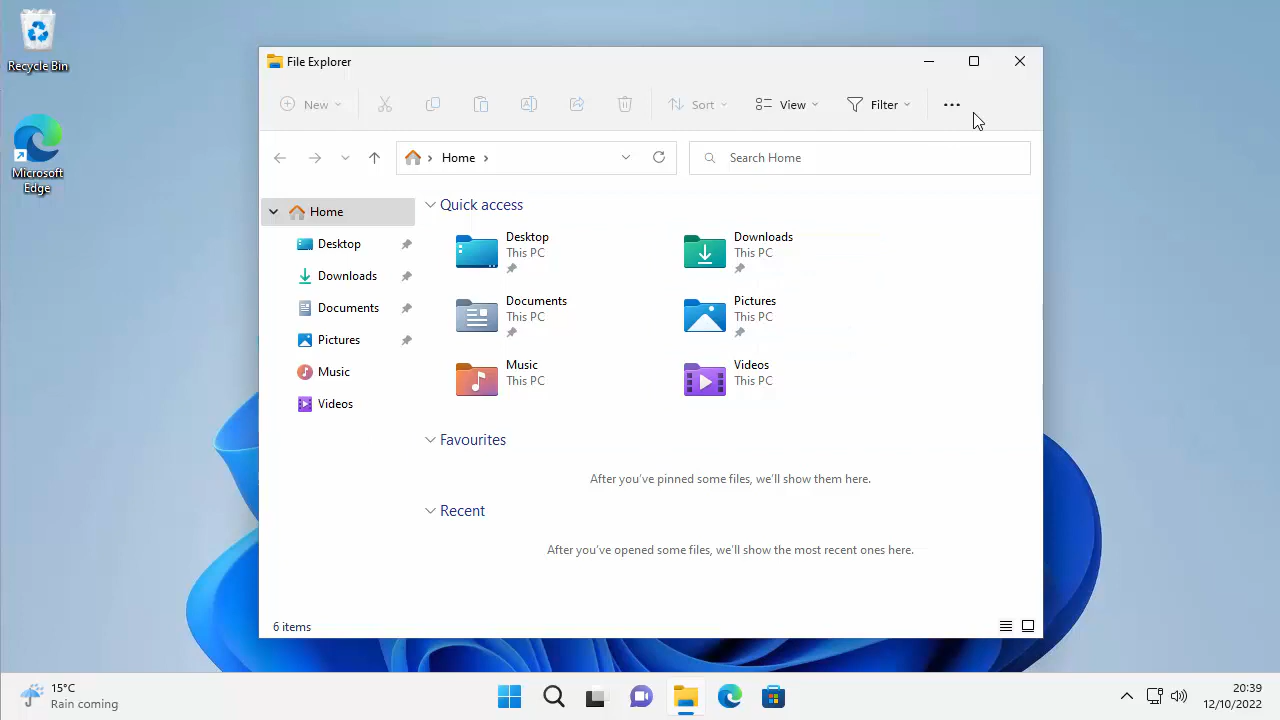 Recycle Bin
Microsoft
Edge
File Explorer
New
Sort
View
Filter
Home
Search Home
Home
Desktop
Downloads
Documents
Pictures
Music
Videos
Quick access
Desktop
This PC
Downloads
This PC
Documents
This PC
Pictures
This PC
Music
This PC
Videos
This PC
Favourites
After you've pinned some files, we'll show them here.
Recent
After you've opened some files, we'll show the most recent ones here.
6 items
15°C
Rain coming
20:39
12/10/2022